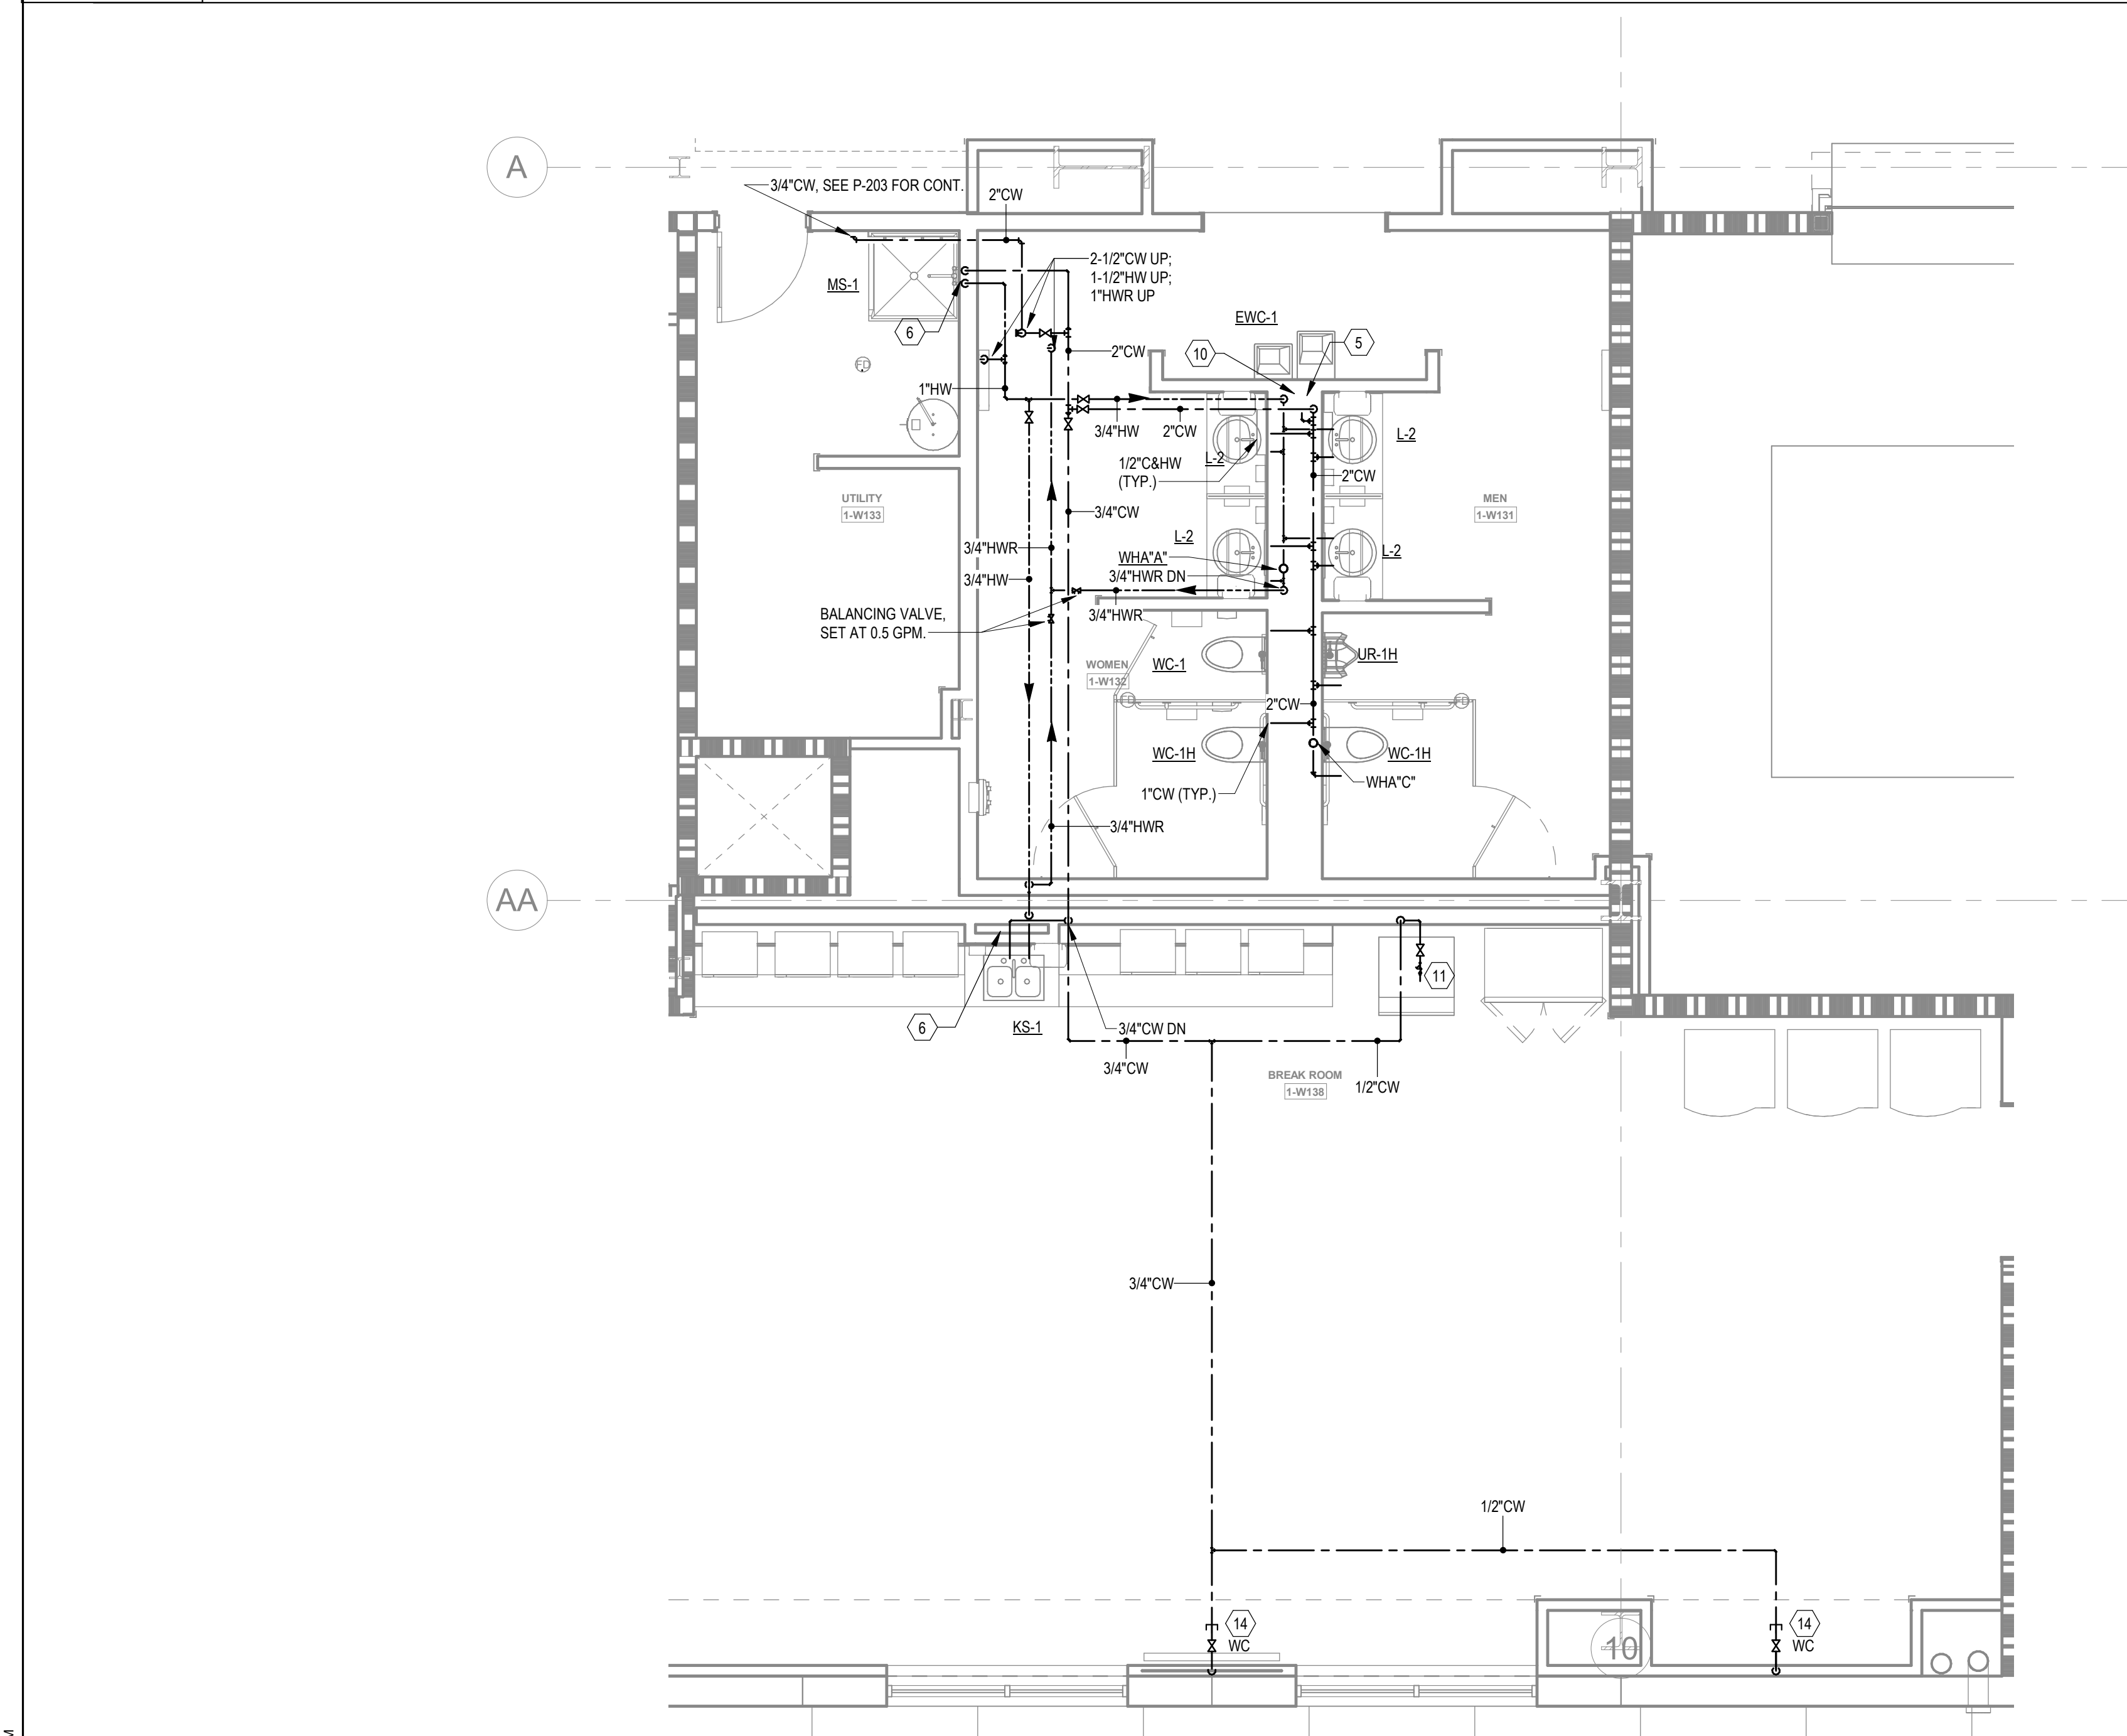 A
3/4"CW, SEE P-203 FOR CONT.
2"CW
2-1/2"CW UP;
1-1/2"HW UP;
1"HWR UP
MS-1
6
EWC-1
10
5
2"CW
FD
1"HW
3/4"HW
2"CW
L-2
L-2
1/2"C&HW
(TYP.)
2"CW
UTILITY
1-W133
MEN
1-W131
3/4"CW
L-2
L-2
3/4"HWR
WHA"A"
3/4"HW
3/4"HWR DN
BALANCING VALVE,
SET AT 0.5 GPM.
3/4"HWR
WOMEN
1-W132
WC-1
UR-1H
FD
FD
2"CW
WC-1H
WC-1H
WHA"C"
1"CW (TYP.)
3/4"HWR
AA
11
6
KS-1
3/4"CW DN
3/4"CW
BREAK ROOM
1-W138
1/2"CW
3/4"CW
1/2"CW
14
WC
10
14
WC
M